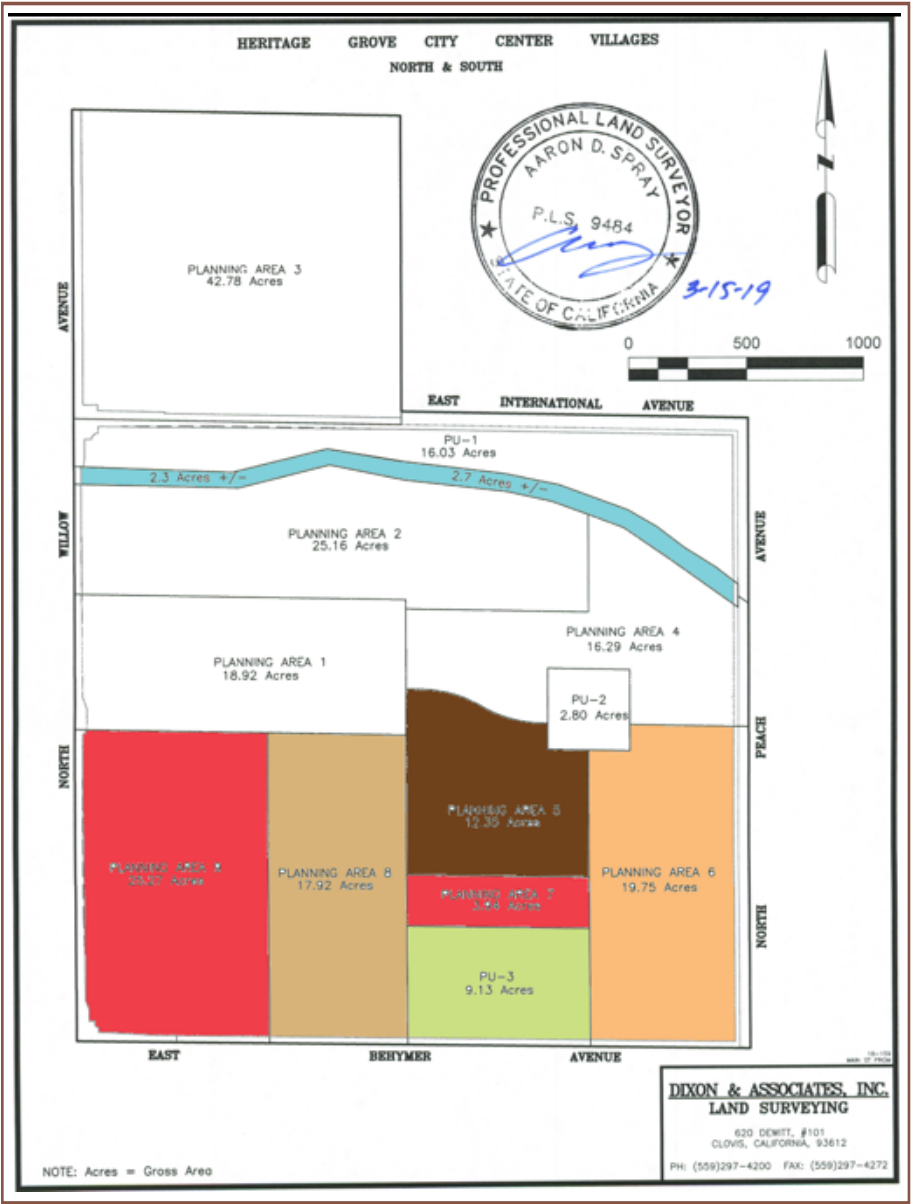 HERITAGE GROVE CITY CENTER VILLAGES
NORTH & SOUTH
PROFESSIONAL LAND SURVEYOR
AARON D. SPRAY
P.L.S. 9484
STATE OF CALIFORNIA
3-15-19
PLANNING AREA 3
42.78 Acres
AVENUE
0 500 1000
EAST INTERNATIONAL AVENUE
PU-1
16.03 Acres
2.3 Acres +/-
2.7 Acres +/-
WILLOW
PLANNING AREA 2
25.16 Acres
AVENUE
PLANNING AREA 4
16.29 Acres
PLANNING AREA 1
18.92 Acres
PU-2
2.80 Acres
NORTH
PEACH
PLANNING AREA 5
12.35 Acres
PLANNING AREA
Acres
PLANNING AREA 8
17.92 Acres
PLANNING AREA 6
19.75 Acres
PLANNING AREA 7
Acres
NORTH
PU-3
9.13 Acres
EAST BEHYMER AVENUE
DIXON & ASSOCIATES, INC.
LAND SURVEYING
620 DEWITT, #101
CLOVIS, CALIFORNIA, 93612
PH: (559)297-4200 FAX: (559)297-4272
NOTE: Acres = Gross Area